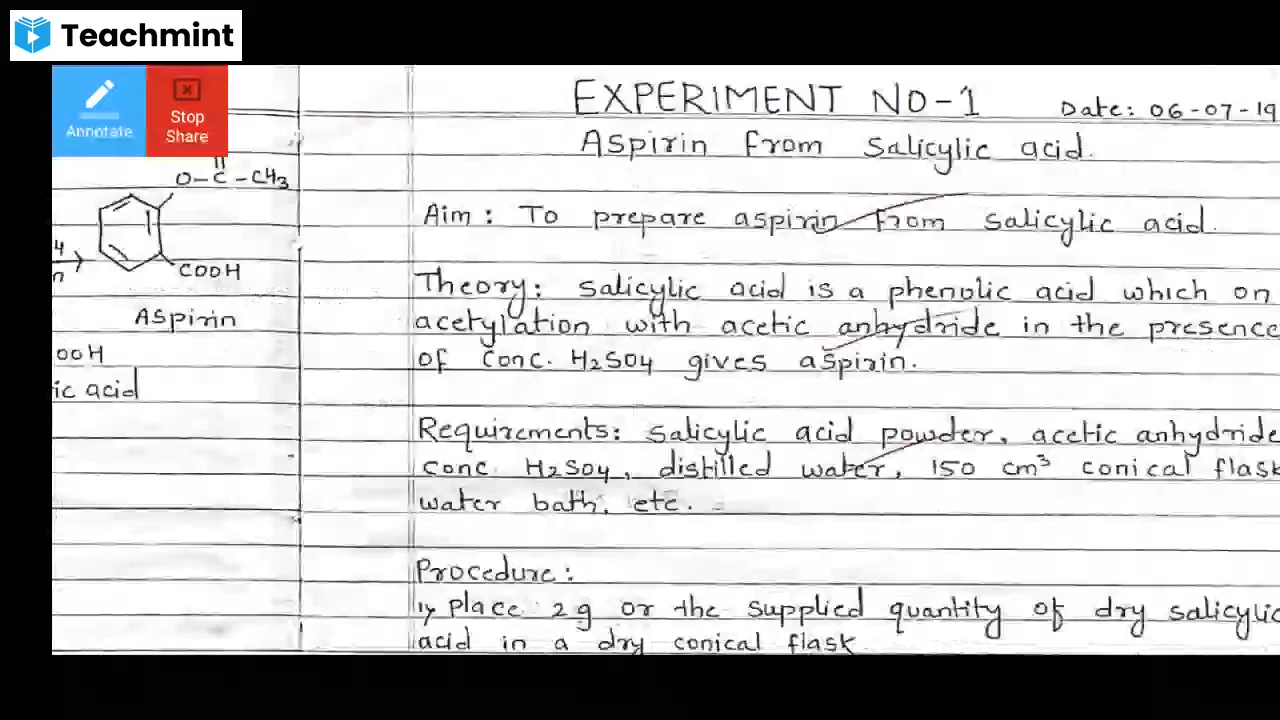 Teachmint
Annotate
Stop
Share
EXPERIMENT NO-1
Date: 06-07-19
Aspirin from Salicylic acid.
O-C-CH3
COOH
Aspirin
OOH
ic acid
4
n
Aim: To prepare aspirin from salicylic acid.
Theory: Salicylic acid is a phenolic acid which on
acetylation with acetic anhydride in the presence
of conc. H2SO4 gives aspirin.
Requirements: Salicylic acid powder, acetic anhydride
conc. H2SO4, distilled water, 150 cm³ conical flask
water bath, etc.
Procedure:
1) Place 2g or the supplied quantity of dry salicylic
acid in a dry conical flask